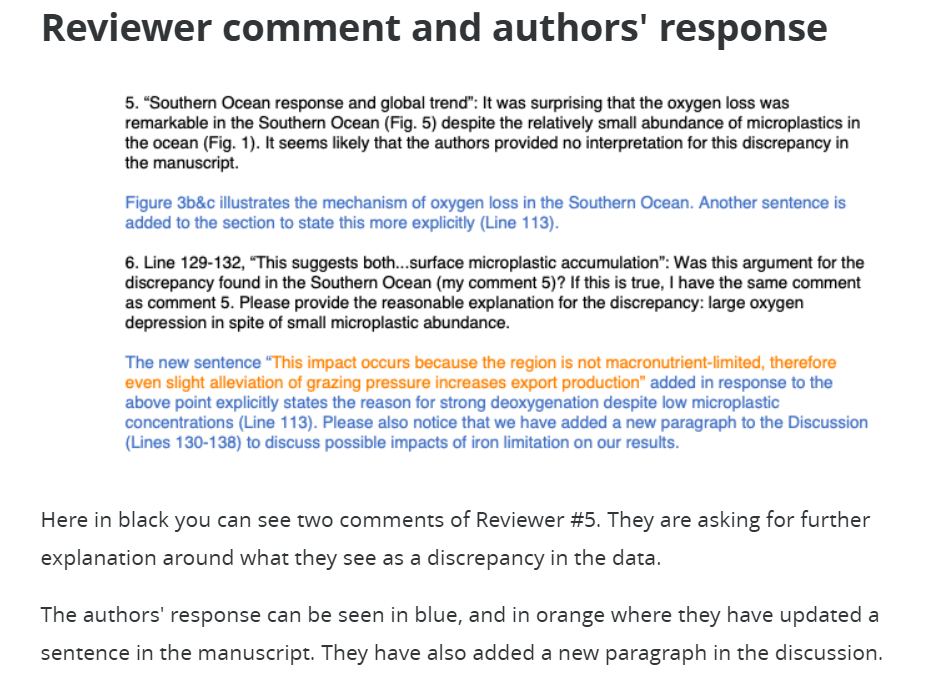 Reviewer comment and authors' response
5. “Southern Ocean response and global trend”: It was surprising that the oxygen loss was
remarkable in the Southern Ocean (Fig. 5) despite the relatively small abundance of microplastics in
the ocean (Fig. 1). It seems likely that the authors provided no interpretation for this discrepancy in
the manuscript.
Figure 3b&c illustrates the mechanism of oxygen loss in the Southern Ocean. Another sentence is
added to the section to state this more explicitly (Line 113).
6. Line 129-132, “This suggests both...surface microplastic accumulation”: Was this argument for the
discrepancy found in the Southern Ocean (my comment 5)? If this is true, I have the same comment
as comment 5. Please provide the reasonable explanation for the discrepancy: large oxygen
depression in spite of small microplastic abundance.
The new sentence “This impact occurs because the region is not macronutrient-limited, therefore
even slight alleviation of grazing pressure increases export production” added in response to the
above point explicitly states the reason for strong deoxygenation despite low microplastic
concentrations (Line 113). Please also notice that we have added a new paragraph to the Discussion
(Lines 130-138) to discuss possible impacts of iron limitation on our results.
Here in black you can see two comments of Reviewer #5. They are asking for further
explanation around what they see as a discrepancy in the data.
The authors' response can be seen in blue, and in orange where they have updated a
sentence in the manuscript. They have also added a new paragraph in the discussion.